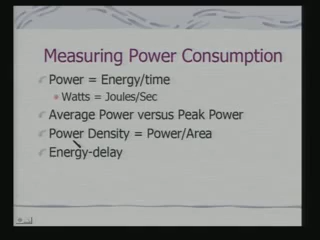 Measuring Power Consumption
Power = Energy/time
Watts = Joules/Sec
Average Power versus Peak Power
Power Density = Power/Area
Energy-delay